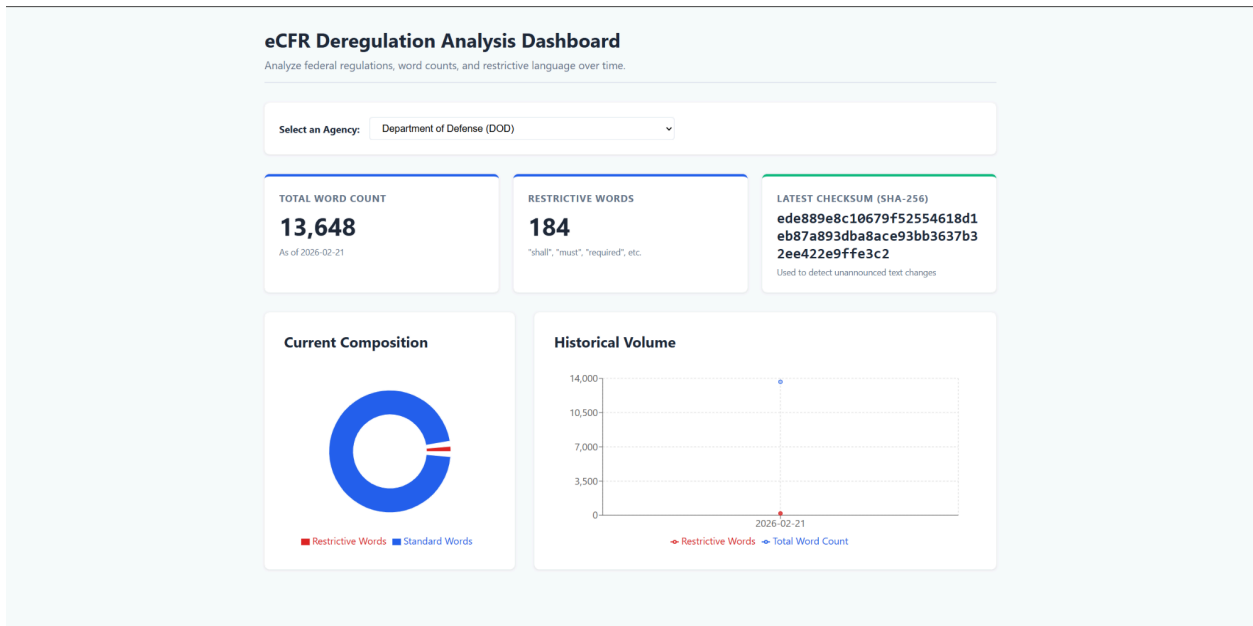 eCFR Deregulation Analysis Dashboard
Analyze federal regulations, word counts, and restrictive language over time.
Select an Agency:
Department of Defense (DOD)
TOTAL WORD COUNT
13,648
As of 2026-02-21
RESTRICTIVE WORDS
184
"shall", "must", "required", etc.
LATEST CHECKSUM (SHA-256)
ede889e8c10679f52554618d1
eb87a893dba8ace93bb3637b3
2ee422e9ffe3c2
Used to detect unannounced text changes
Current Composition
Restrictive Words
Standard Words
Historical Volume
14,000
10,500
7,000
3,500
0
2026-02-21
Restrictive Words
Total Word Count